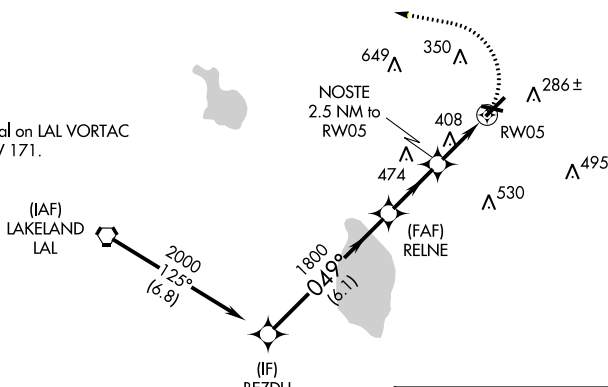 649
350
286±
NOSTE
2.5 NM to
RW05
408
RW05
474
495
530
al on LAL VORTAC
171.
(IAF)
LAKELAND
LAL
2000
125°
(6.8)
(FAF)
RELNE
1800
049°
(6.1)
(IF)